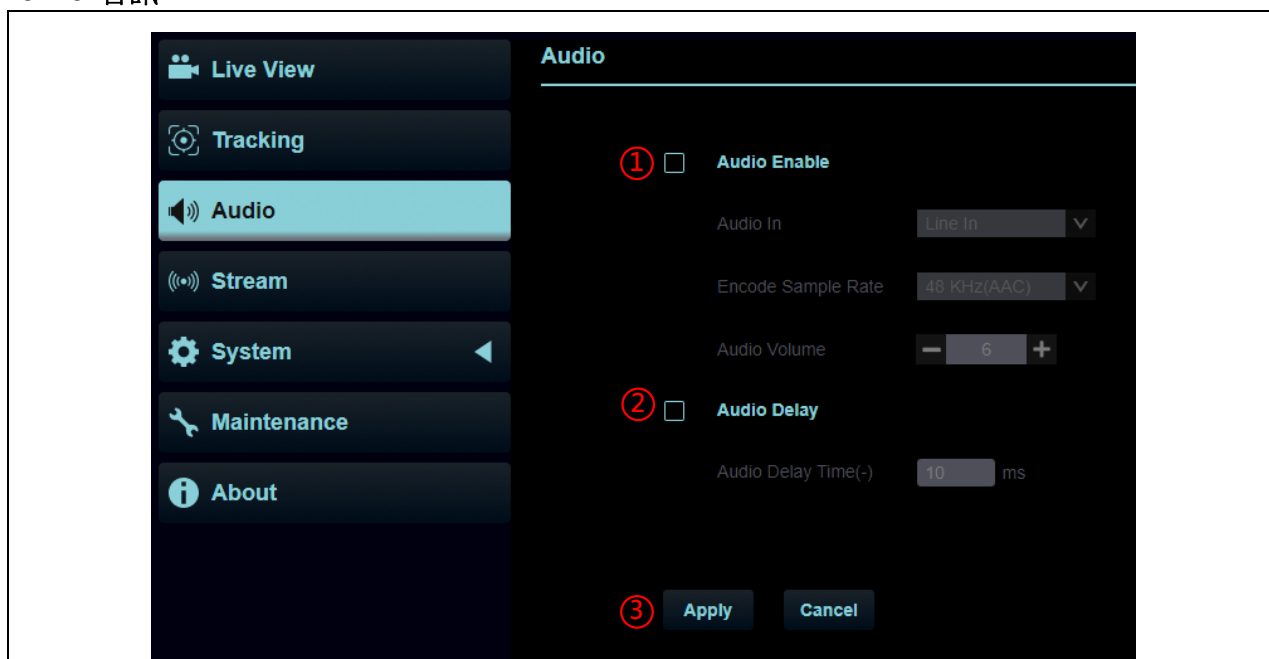 Live View
Tracking
Audio
Stream
System
Maintenance
About
Audio
① Audio Enable
Audio In Line In
Encode Sample Rate 48 KHz(AAC)
Audio Volume 6
② Audio Delay
Audio Delay Time(-) 10 ms
③ Apply Cancel